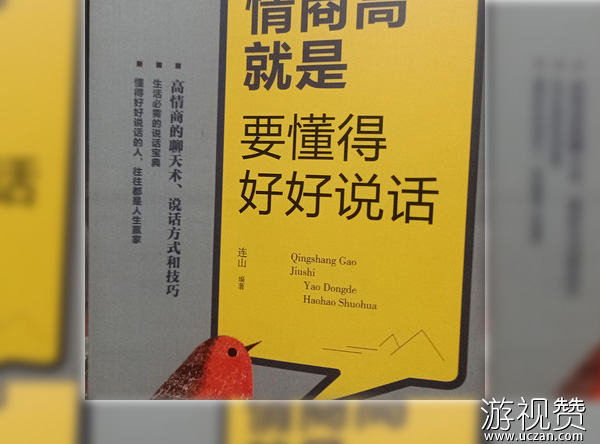 情商高
就是
要懂得
好好说话
连山 编著
Qingshang Gao
Jiushi
Yao Dongde
Haohao Shuohua
高情商的聊天术、说话方式和技巧
生活必需的说话宝典
懂得好好说话的人，往往都是人生赢家
游视赞
www.uczan.com